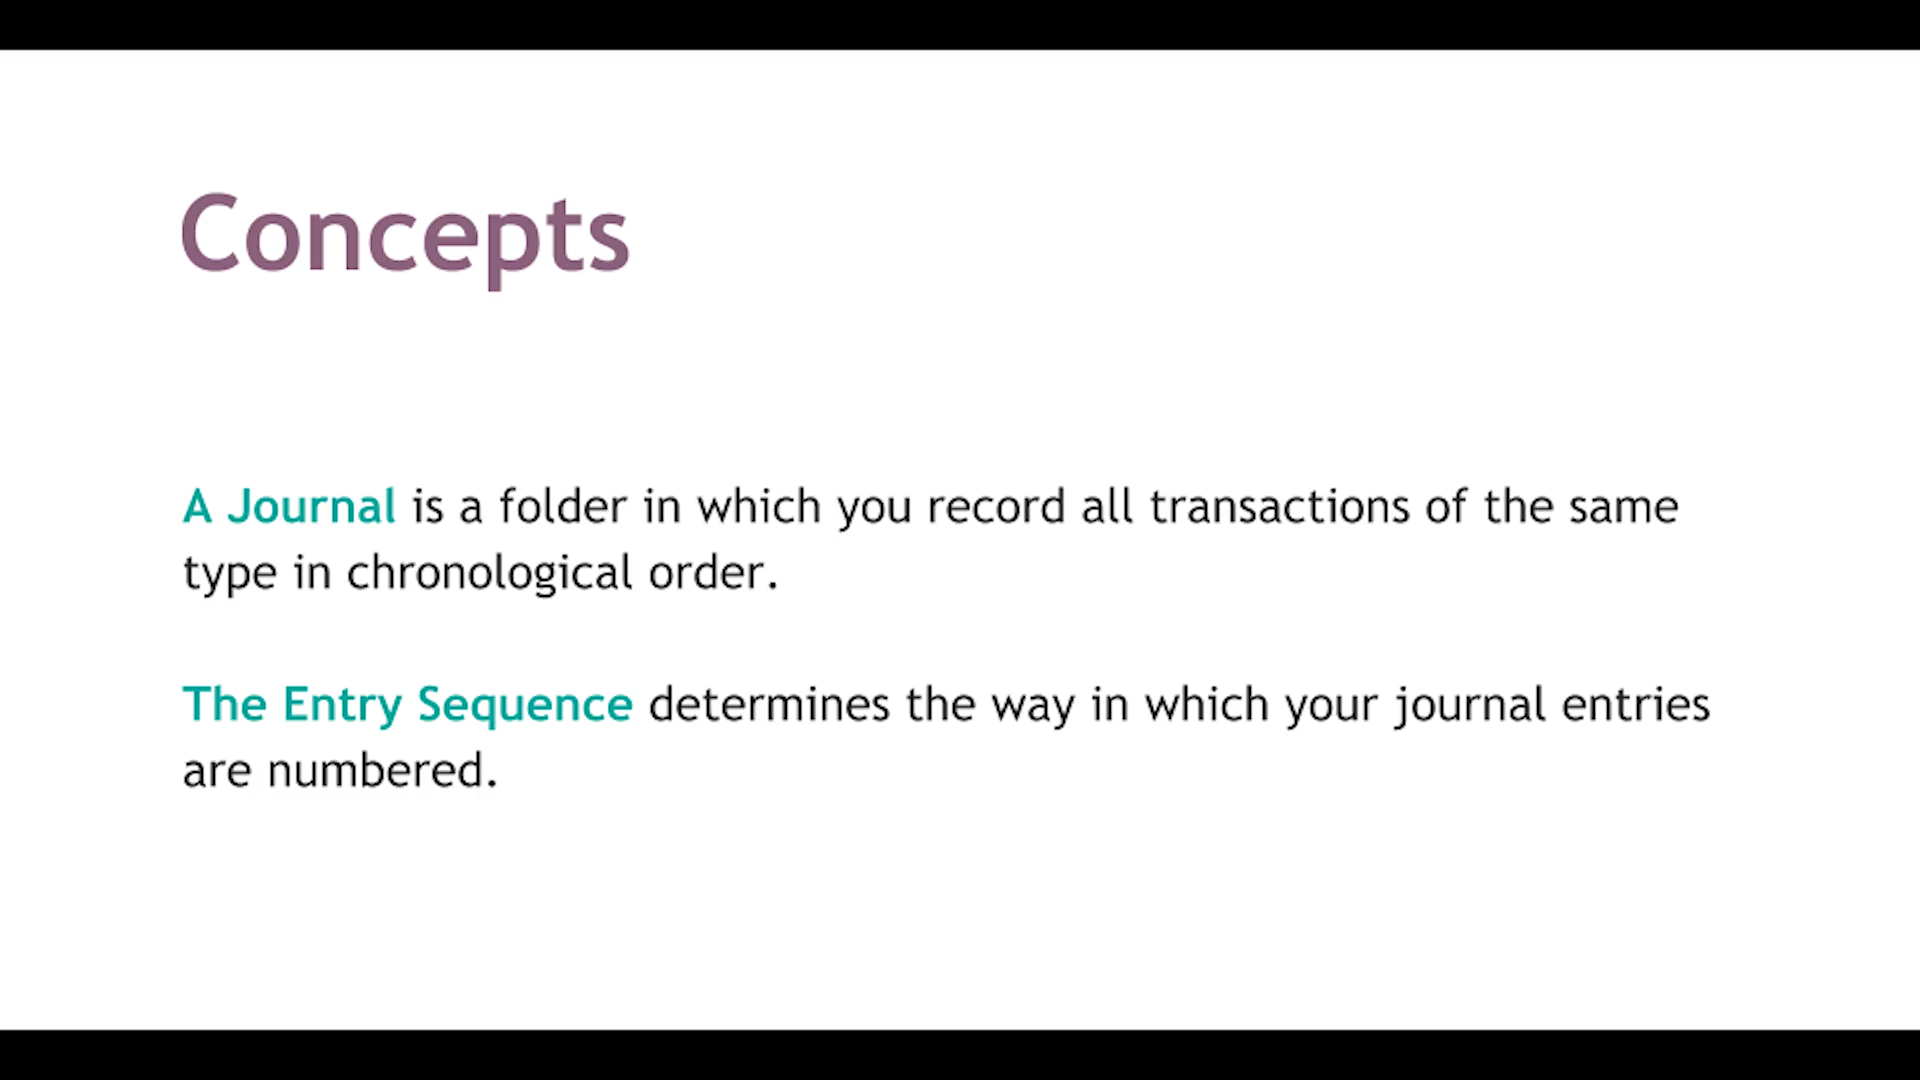 Concepts
A Journal is a folder in which you record all transactions of the same
type in chronological order.
The Entry Sequence determines the way in which your journal entries
are numbered.